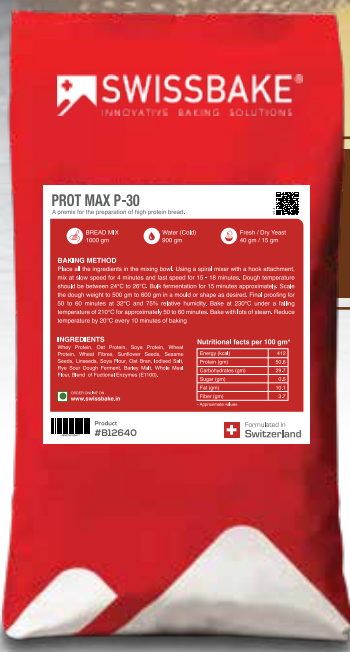 SWISSBAKE®
INNOVATIVE BAKING SOLUTIONS
PROT MAX P-30
A premix for the preparation of high protein bread.
BREAD MIX
1000 gm
Water (Cold)
900 gm
Fresh / Dry Yeast
40 gm / 15 gm
BAKING METHOD
Place all the ingredients in the mixing bowl. Using a spiral mixer with a hook attachment,
mix at slow speed for 4 minutes and fast speed for 15 - 18 minutes. Dough temperature
should be between 24°C to 26°C. Bulk fermentation for 15 minutes approximately. Scale
the dough weight to 500 gm to 600 gm in a mould or shape as desired. Final proofing for
50 to 60 minutes at 32°C and 75% relative humidity. Bake at 230°C under a falling
temperature of 210°C for approximately 50 to 60 minutes. Bake with lots of steam. Reduce
temperature by 20°C every 10 minutes of baking
INGREDIENTS
Whey Protein, Oat Protein, Soya Protein, Wheat
Protein, Wheat Fibres, Sunflower Seeds, Sesame
Seeds, Linseeds, Soya Flour, Oat Bran, Iodised Salt,
Rye Sour Dough Ferment, Barley Malt, Whole Meal
Flour, Blend of Functional Enzymes (E1100).
ORDER ONLINE ON
www.swissbake.in
Nutritional facts per 100 gm*
Energy (kcal) 412
Protein (gm) 50,8
Carbohydrates (gm) 29,7
Sugar (gm) 0,8
Fat (gm) 10,1
Fiber (gm) 3,7
* Approximate values
Product
#B12640
Formulated in
Switzerland